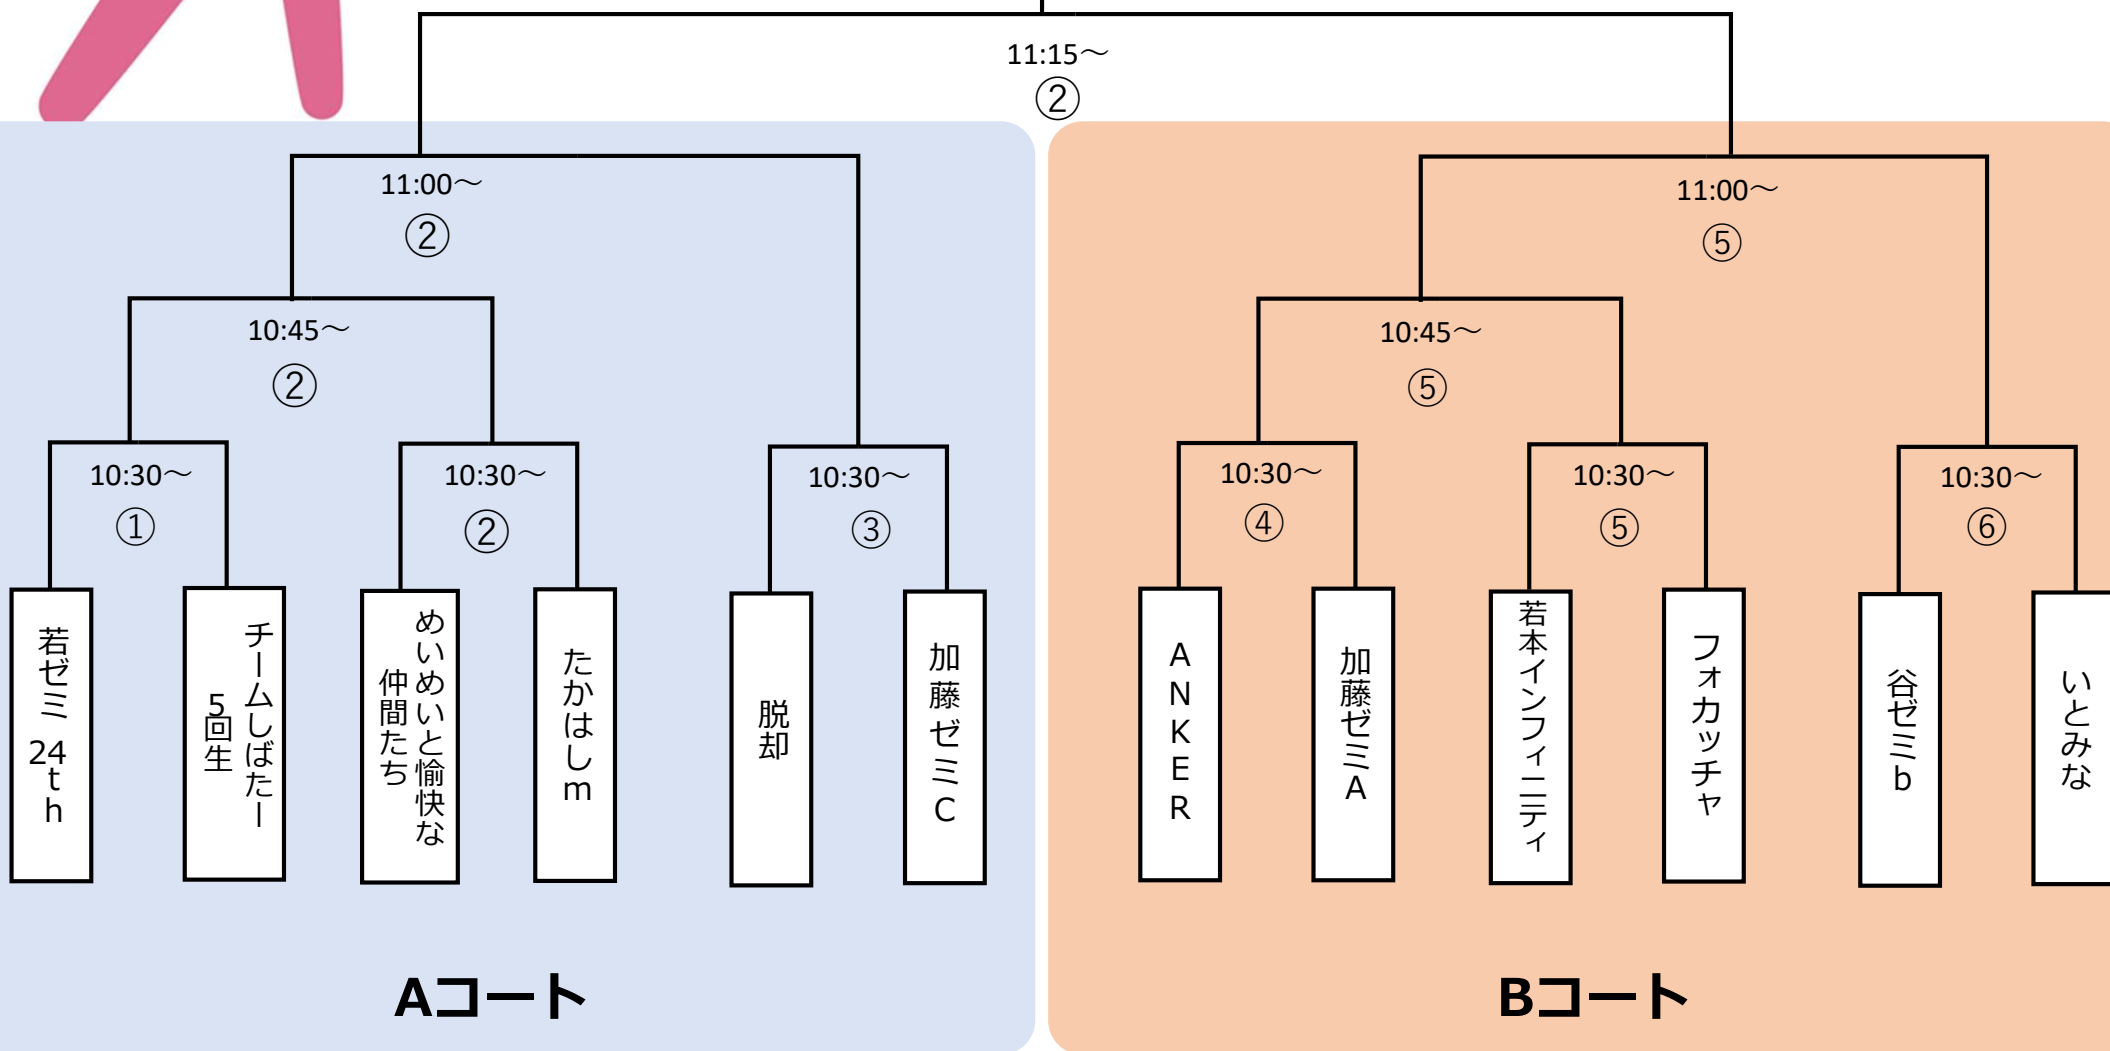 11:15～
②
11:00～
②
11:00～
⑤
10:45～
②
10:45～
⑤
10:30～
①
10:30～
②
10:30～
③
10:30～
④
10:30～
⑤
10:30～
⑥
若ゼミ 24th
チームしばたー
5回生
めいめいと愉快な
仲間たち
たかはしm
脱却
加藤ゼミC
ANKER
加藤ゼミA
若本インフィニティ
フォカッチャ
谷ゼミb
いとみな
Aコート
Bコート